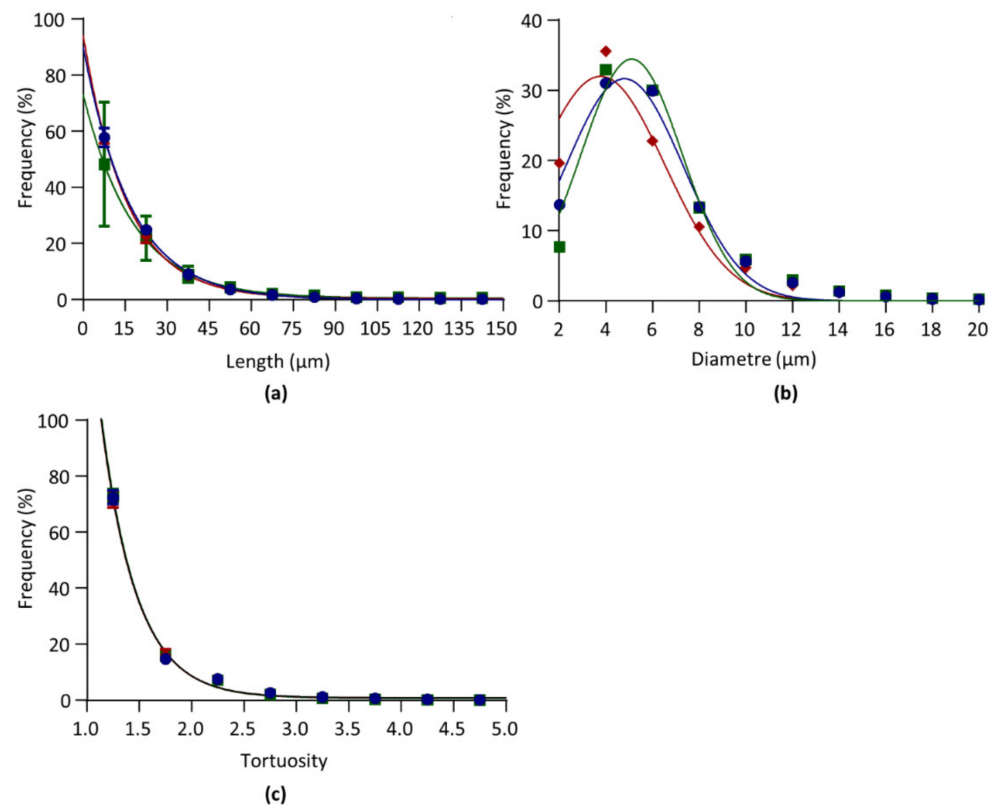 100
80
60
40
20
0
Frequency (%)
0 15 30 45 60 75 90 105 120 135 150
Length (µm)
(a)
40
30
20
10
0
Frequency (%)
2 4 6 8 10 12 14 16 18 20
Diametre (µm)
(b)
100
80
60
40
20
0
Frequency (%)
1.0 1.5 2.0 2.5 3.0 3.5 4.0 4.5 5.0
Tortuosity
(c)